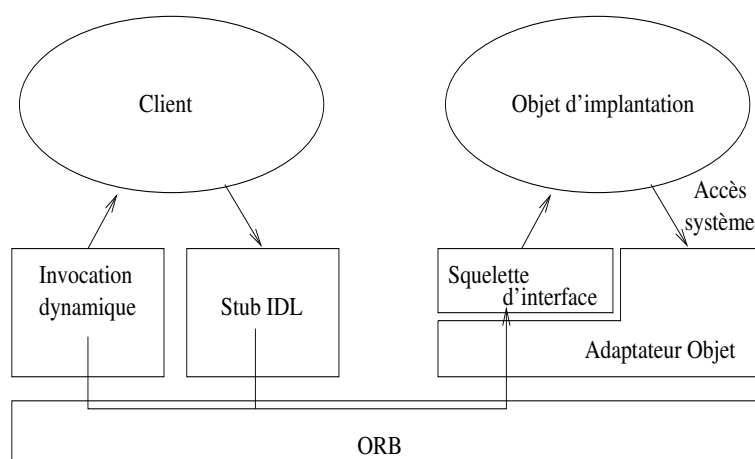 Client
Objet d'implantation
Accès
système
Invocation
dynamique
Stub IDL
Squelette
d'interface
Adaptateur Objet
ORB